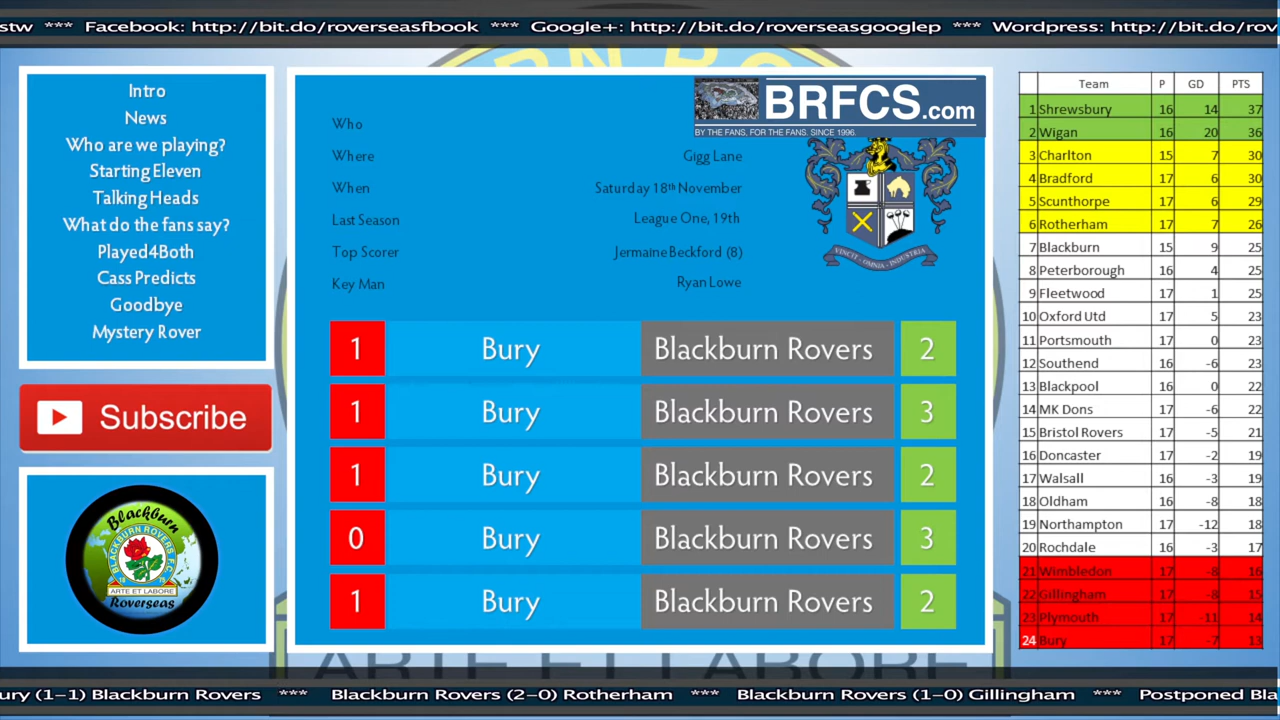 stw *** Facebook: http://bit.do/roverseasfbook *** Google+: http://bit.do/roverseasgooglep *** Wordpress: http://bit.do/rov
Intro
News
Who are we playing?
Starting Eleven
Talking Heads
What do the fans say?
Played4Both
Cass Predicts
Goodbye
Mystery Rover
Subscribe
Blackburn
BLACKBURN ROVERS F.C.
18 75
ARTE ET LABORE
Roverseas
BRFCS.com
BY THE FANS, FOR THE FANS. SINCE 1996.
Who
Where Gigg Lane
When Saturday 18th November
Last Season League One, 19th
Top Scorer Jermaine Beckford (8)
Key Man Ryan Lowe
VINCIT · OMNIA · INDUSTRIA
1 Bury Blackburn Rovers 2
1 Bury Blackburn Rovers 3
1 Bury Blackburn Rovers 2
0 Bury Blackburn Rovers 3
1 Bury Blackburn Rovers 2
Team P GD PTS
1 Shrewsbury 16 14 37
2 Wigan 16 20 36
3 Charlton 15 7 30
4 Bradford 17 6 30
5 Scunthorpe 17 6 29
6 Rotherham 17 7 26
7 Blackburn 15 9 25
8 Peterborough 16 4 25
9 Fleetwood 17 1 25
10 Oxford Utd 17 5 23
11 Portsmouth 17 0 23
12 Southend 16 -6 23
13 Blackpool 16 0 22
14 MK Dons 17 -6 22
15 Bristol Rovers 17 -5 21
16 Doncaster 17 -2 19
17 Walsall 16 -3 19
18 Oldham 16 -8 18
19 Northampton 17 -12 18
20 Rochdale 16 -3 17
21 Wimbledon 17 -8 16
22 Gillingham 17 -8 15
23 Plymouth 17 -11 14
24 Bury 17 -7 13
ARTE ET LABORE
ury (1-1) Blackburn Rovers *** Blackburn Rovers (2-0) Rotherham *** Blackburn Rovers (1-0) Gillingham *** Postponed Bla